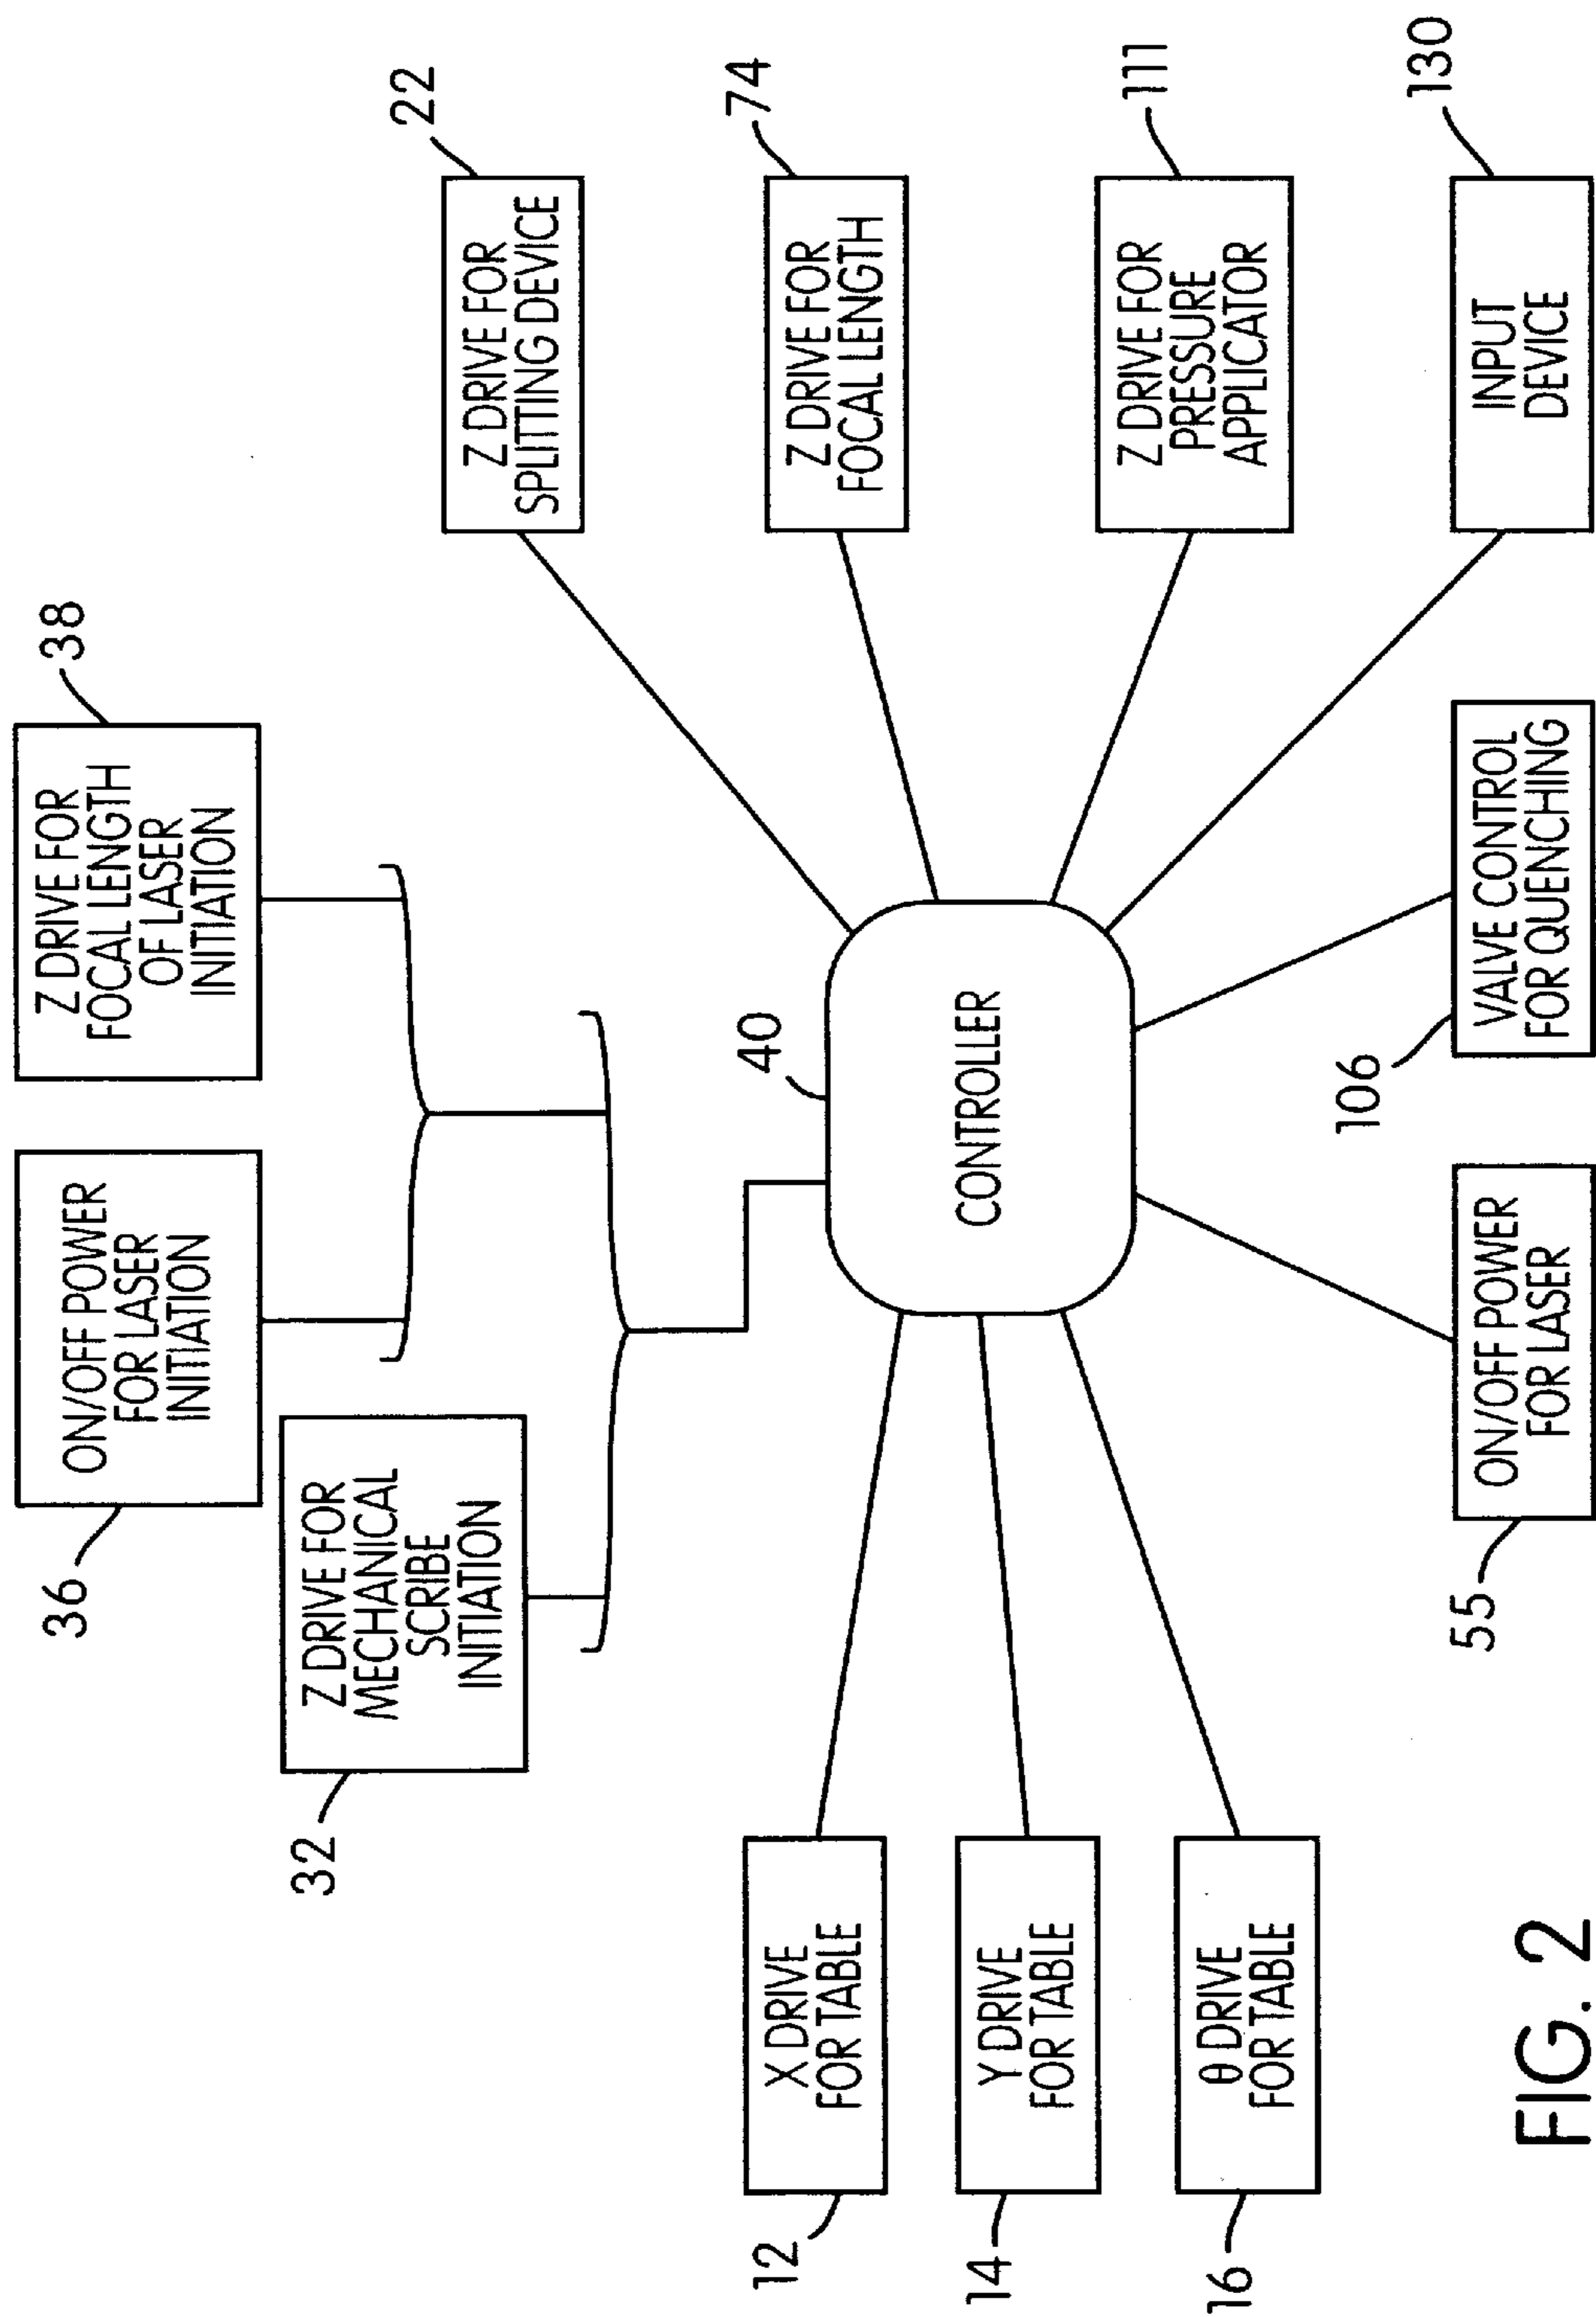 36
ON/OFF POWER
FOR LASER
INITIATION
38
Z DRIVE FOR
FOCAL LENGTH
OF LASER
INITIATION
32
Z DRIVE FOR
MECHANICAL
SCRIBE
INITIATION
22
Z DRIVE FOR
SPLITTING DEVICE
12
X DRIVE
FOR TABLE
40
CONTROLLER
74
Z DRIVE FOR
FOCAL LENGTH
14
Y DRIVE
FOR TABLE
111
Z DRIVE FOR
PRESSURE
APPLICATOR
16
θ DRIVE
FOR TABLE
55
ON/OFF POWER
FOR LASER
106
VALVE CONTROL
FOR QUENCHING
130
INPUT
DEVICE
FIG. 2